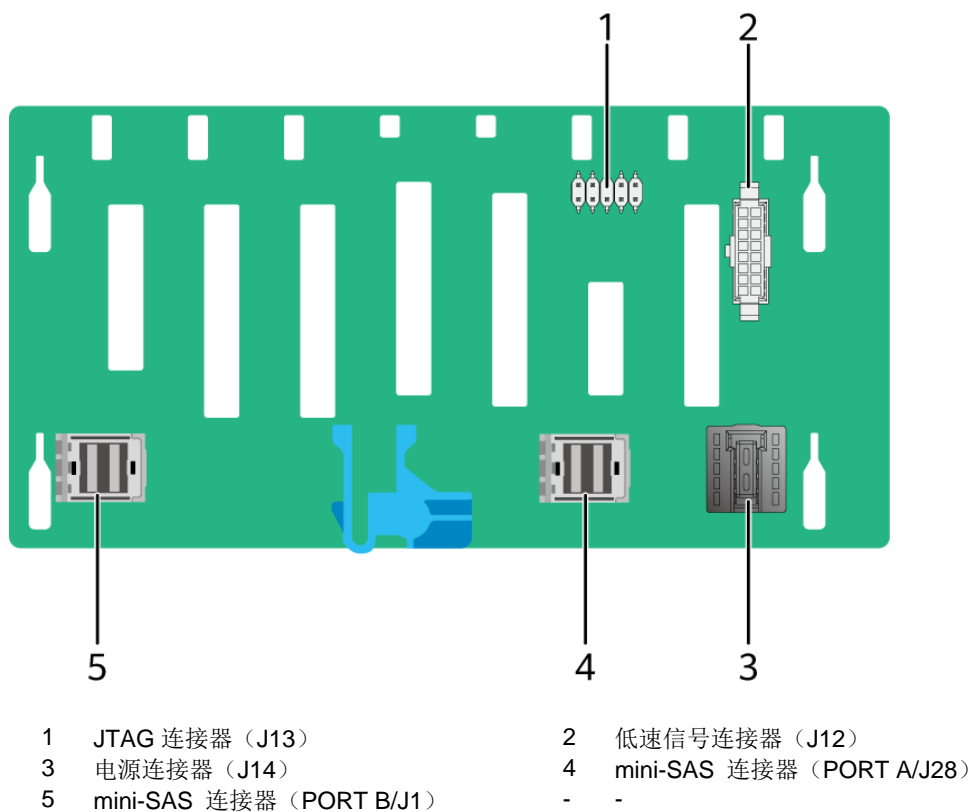 1 2
5 4 3
1 JTAG 连接器（J13） 2 低速信号连接器（J12）
3 电源连接器（J14） 4 mini-SAS 连接器（PORT A/J28）
5 mini-SAS 连接器（PORT B/J1） - -